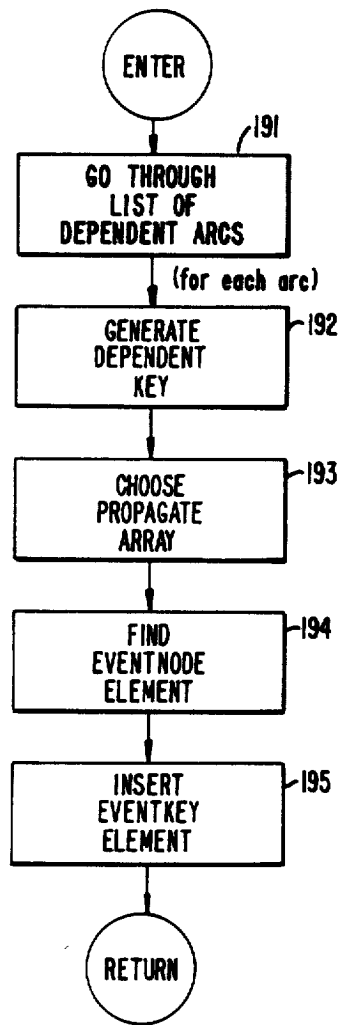 ENTER
191
GO THROUGH
LIST OF
DEPENDENT ARCS
(for each arc)
192
GENERATE
DEPENDENT
KEY
193
CHOOSE
PROPAGATE
ARRAY
194
FIND
EVENTNODE
ELEMENT
195
INSERT
EVENTKEY
ELEMENT
RETURN